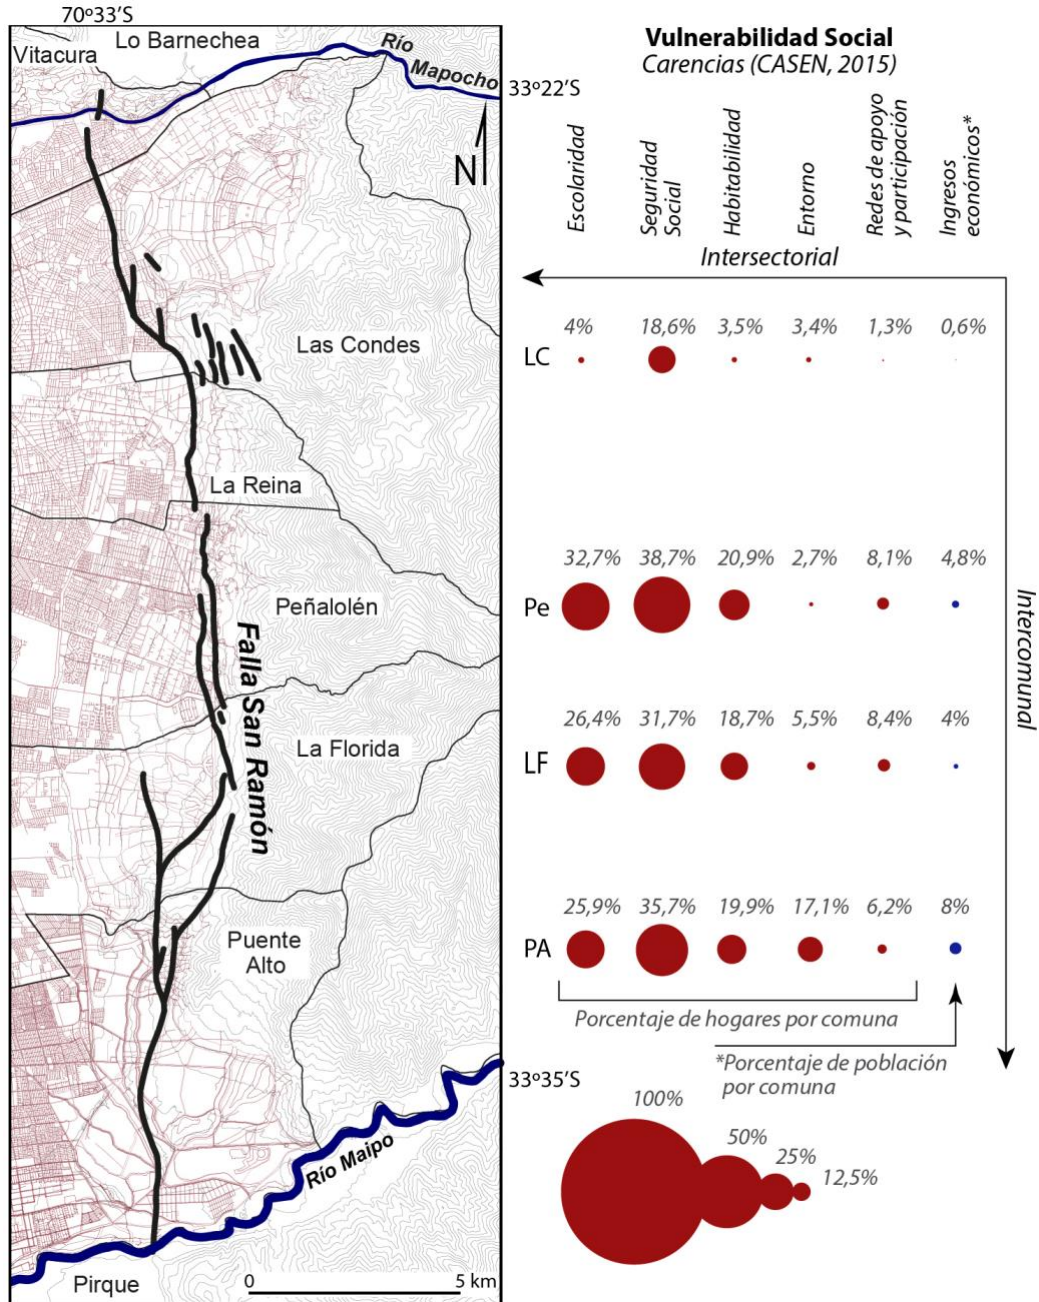 70º33'S
Vitacura
Lo Barnechea
Río
Mapocho
33º22'S
N
Las Condes
La Reina
Peñalolén
Falla San Ramón
La Florida
Puente
Alto
33º35'S
Río Maipo
Pirque
0 5 km
Vulnerabilidad Social
Carencias (CASEN, 2015)
Escolaridad
Seguridad
Social
Habitabilidad
Entorno
Redes de apoyo
y participación
Ingresos
económicos*
Intersectorial
4% 18,6% 3,5% 3,4% 1,3% 0,6%
LC
32,7% 38,7% 20,9% 2,7% 8,1% 4,8%
Pe
Intercomunal
26,4% 31,7% 18,7% 5,5% 8,4% 4%
LF
25,9% 35,7% 19,9% 17,1% 6,2% 8%
PA
Porcentaje de hogares por comuna
*Porcentaje de población
por comuna
100%
50%
25%
12,5%